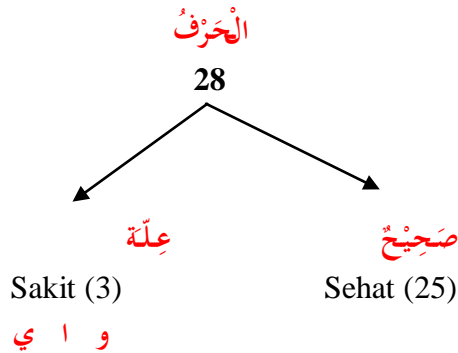 الْحَرْفُ
28
عِلّة صَحِيْحٌ
Sakit (3) Sehat (25)
و ا ي